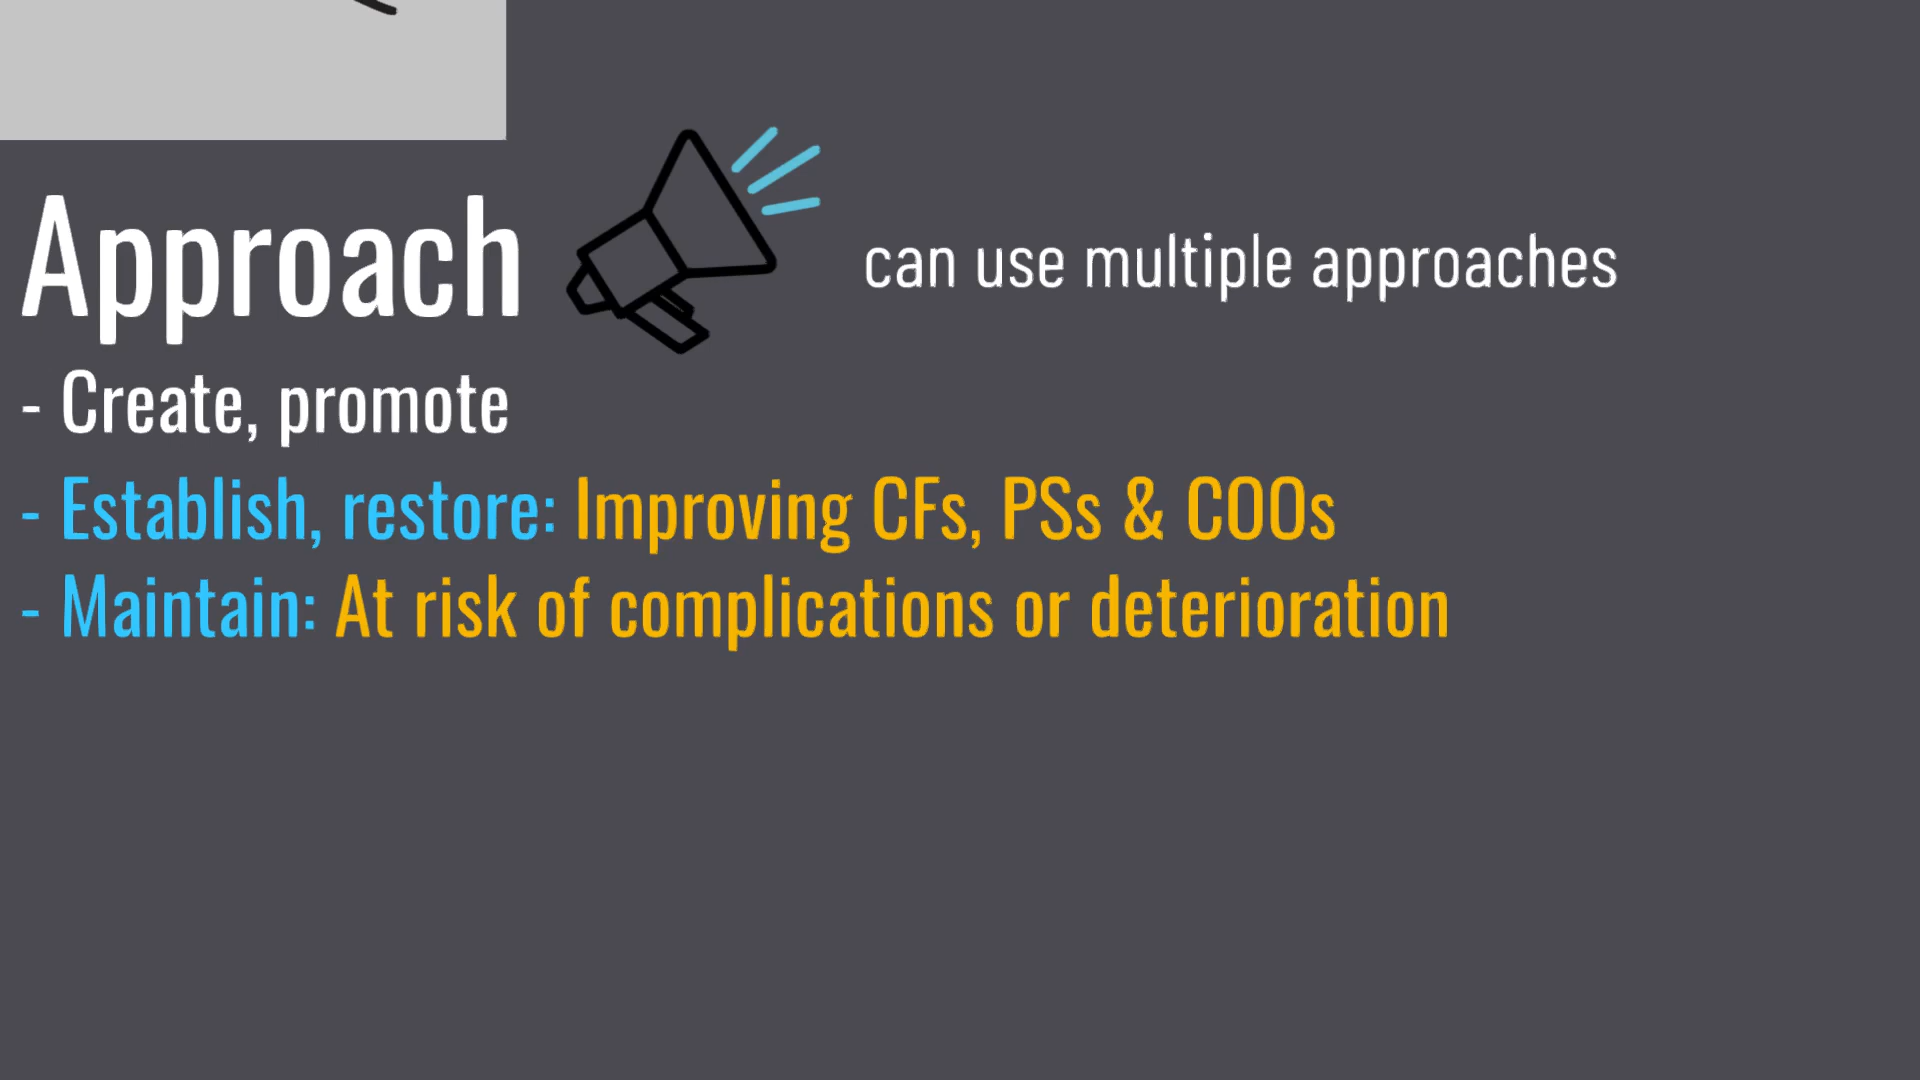 Approach
can use multiple approaches
- Create, promote
- Establish, restore: Improving CFs, PSs & COOs
- Maintain: At risk of complications or deterioration